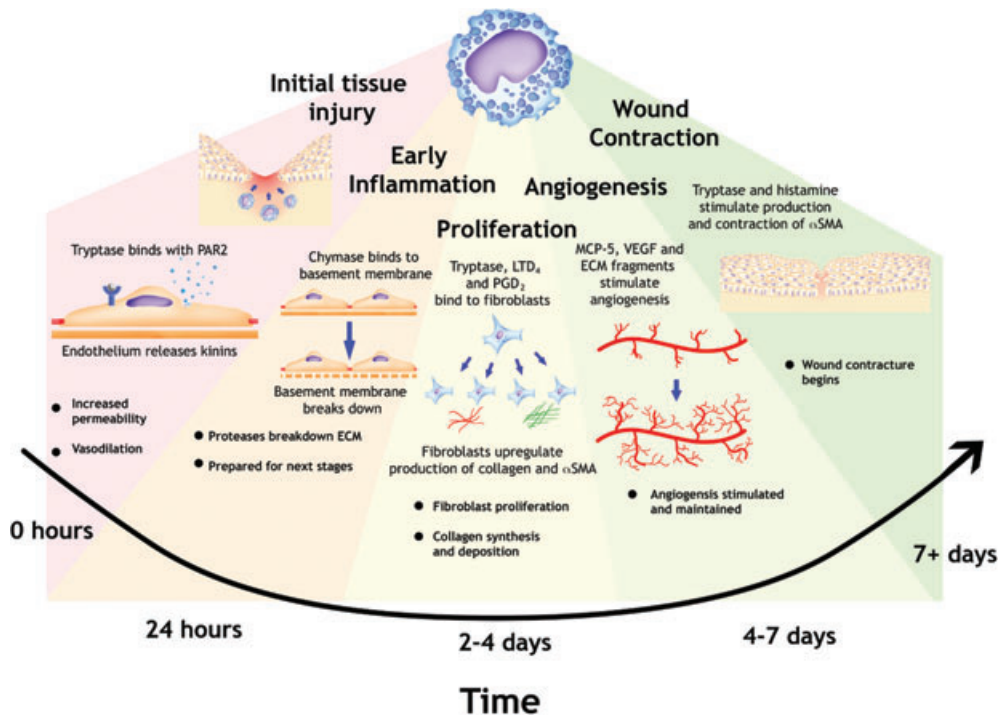 Initial tissue
injury
Early
Inflammation
Proliferation
Angiogenesis
Wound
Contraction
Tryptase binds with PAR2
Endothelium releases kinins
● Increased
permeability
● Vasodilation
Chymase binds to
basement membrane
Basement membrane
breaks down
● Proteases breakdown ECM
● Prepared for next stages
Tryptase, LTD₄
and PGD₂
bind to fibroblasts
Fibroblasts upregulate
production of collagen and αSMA
● Fibroblast proliferation
● Collagen synthesis
and deposition
MCP-5, VEGF and
ECM fragments
stimulate
angiogenesis
● Angiogensis stimulated
and maintained
Tryptase and histamine
stimulate production
and contraction of αSMA
● Wound contracture
begins
0 hours
24 hours
2-4 days
4-7 days
7+ days
Time